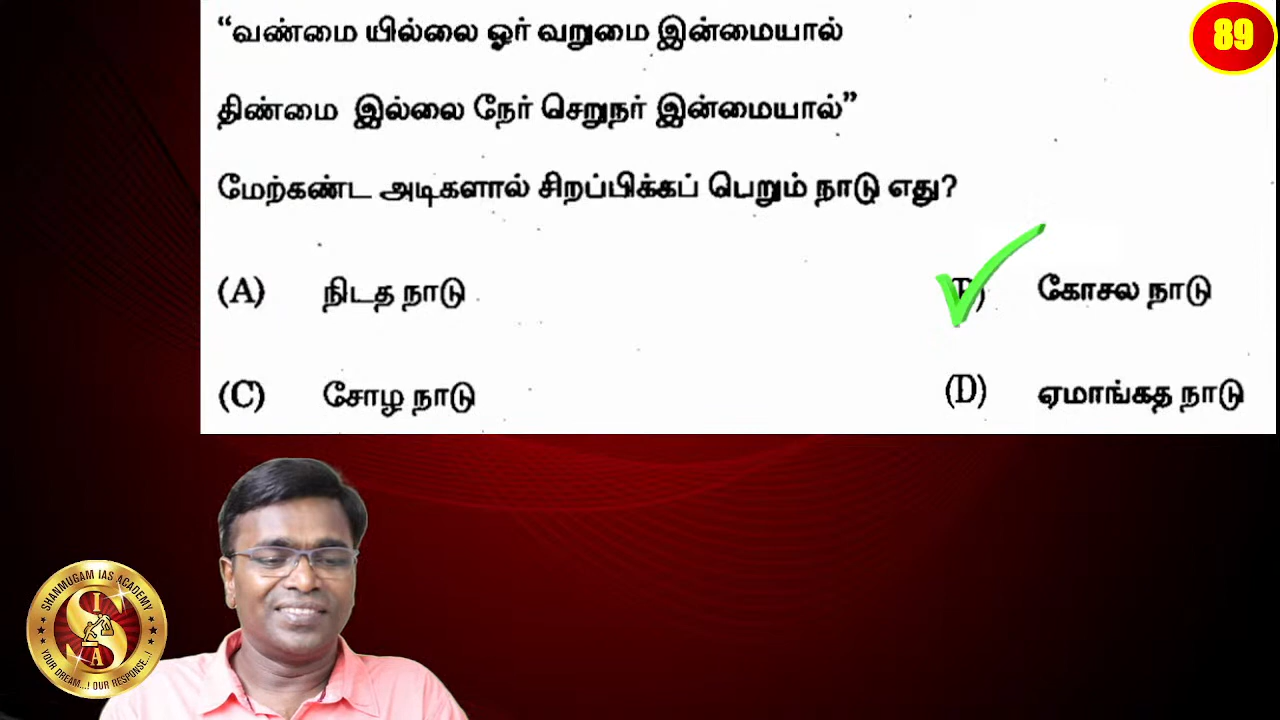 89
“வண்மை யில்லை ஓர் வறுமை இன்மையால்
திண்மை இல்லை நேர் செறுநர் இன்மையால்”
மேற்கண்ட அடிகளால் சிறப்பிக்கப் பெறும் நாடு எது?
(A) நிடத நாடு
கோசல நாடு
(C) சோழ நாடு
(D) ஏமாங்கத நாடு
SHANMUGAM IAS ACADEMY
S I A
YOUR DREAM...! OUR RESPONSE...!